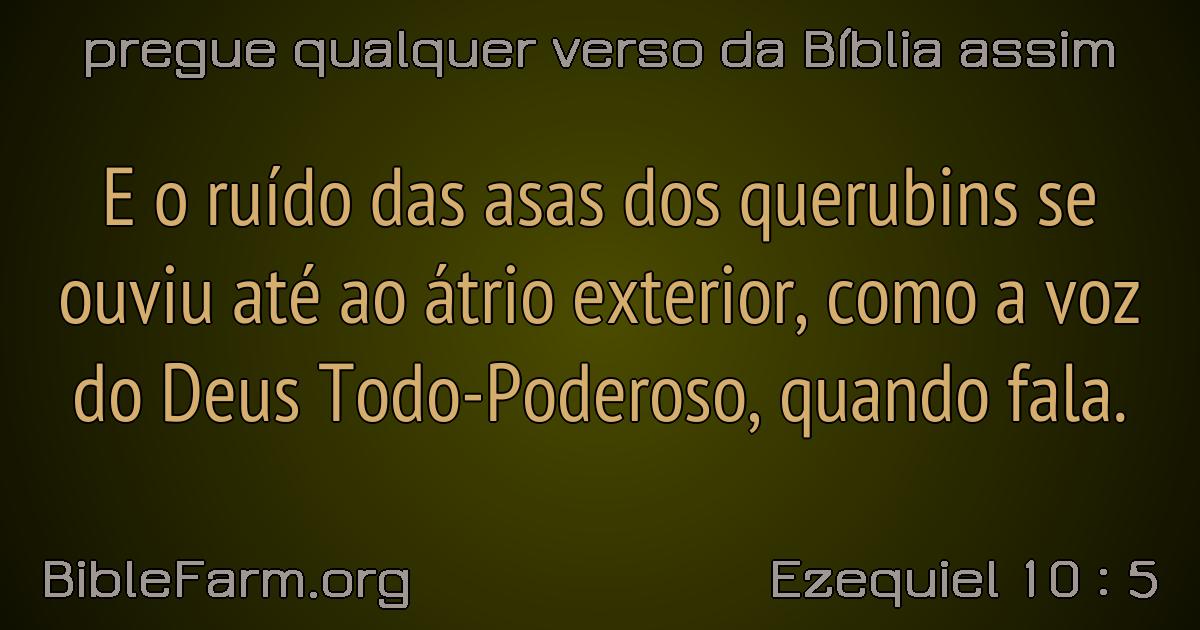 pregue qualquer verso da Bíblia assim
E o ruído das asas dos querubins se
ouviu até ao átrio exterior, como a voz
do Deus Todo-Poderoso, quando fala.
BibleFarm.org
Ezequiel 10 : 5